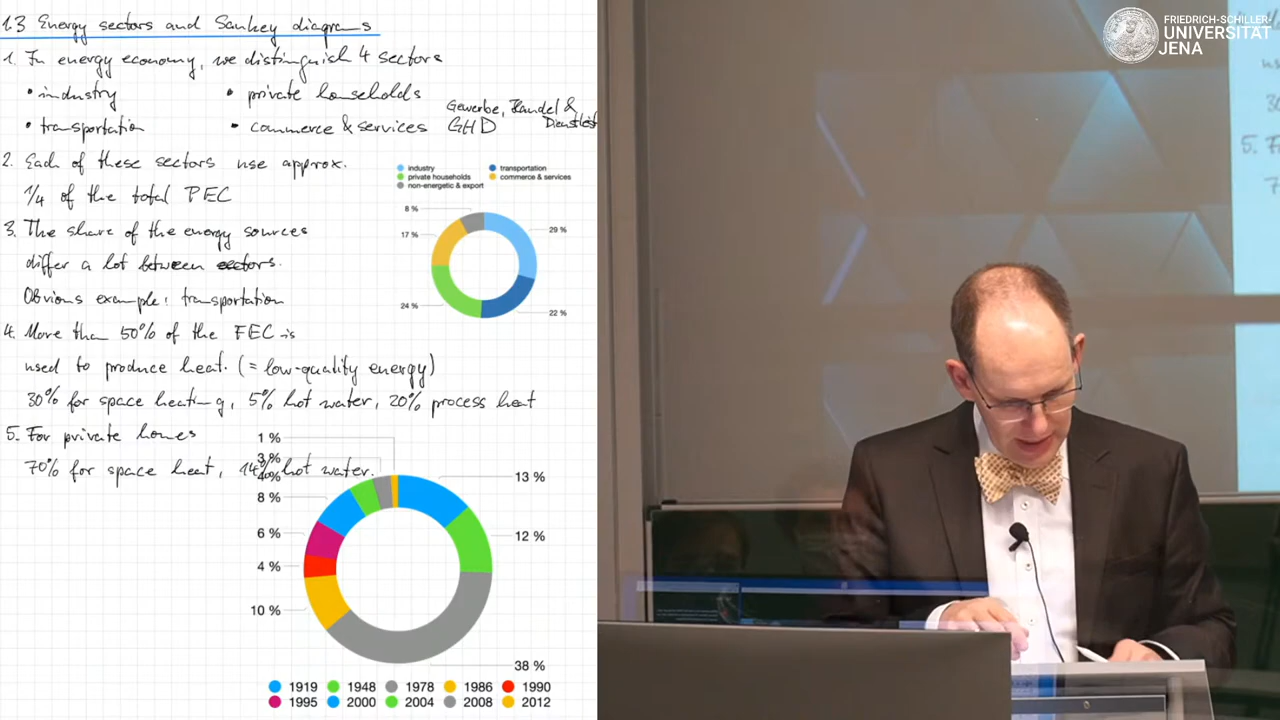 1.3 Energy sectors and Sankey diagrams
1. In energy economy, we distinguish 4 sectors
• industry • private households
• transportation • commerce & services GHD
Gewerbe, Handel &
Dienstleist
2. Each of these sectors use approx.
1/4 of the total PEC
industry transportation
private households commerce & services
non-energetic & export
8 %
29 %
17 %
24 %
22 %
3. The share of the energy sources
differ a lot between sectors.
Obvious example: transportation
4. More than 50% of the FEC is
used to produce heat. (= low-quality energy)
30% for space heating, 5% hot water, 20% process heat
5. For private homes
70% for space heat, 14% hot water.
1 %
3 %
4 %
13 %
8 %
12 %
6 %
4 %
10 %
38 %
1919 1948 1978 1986 1990
1995 2000 2004 2008 2012
FRIEDRICH-SCHILLER-
UNIVERSITÄT
JENA
5. F
7